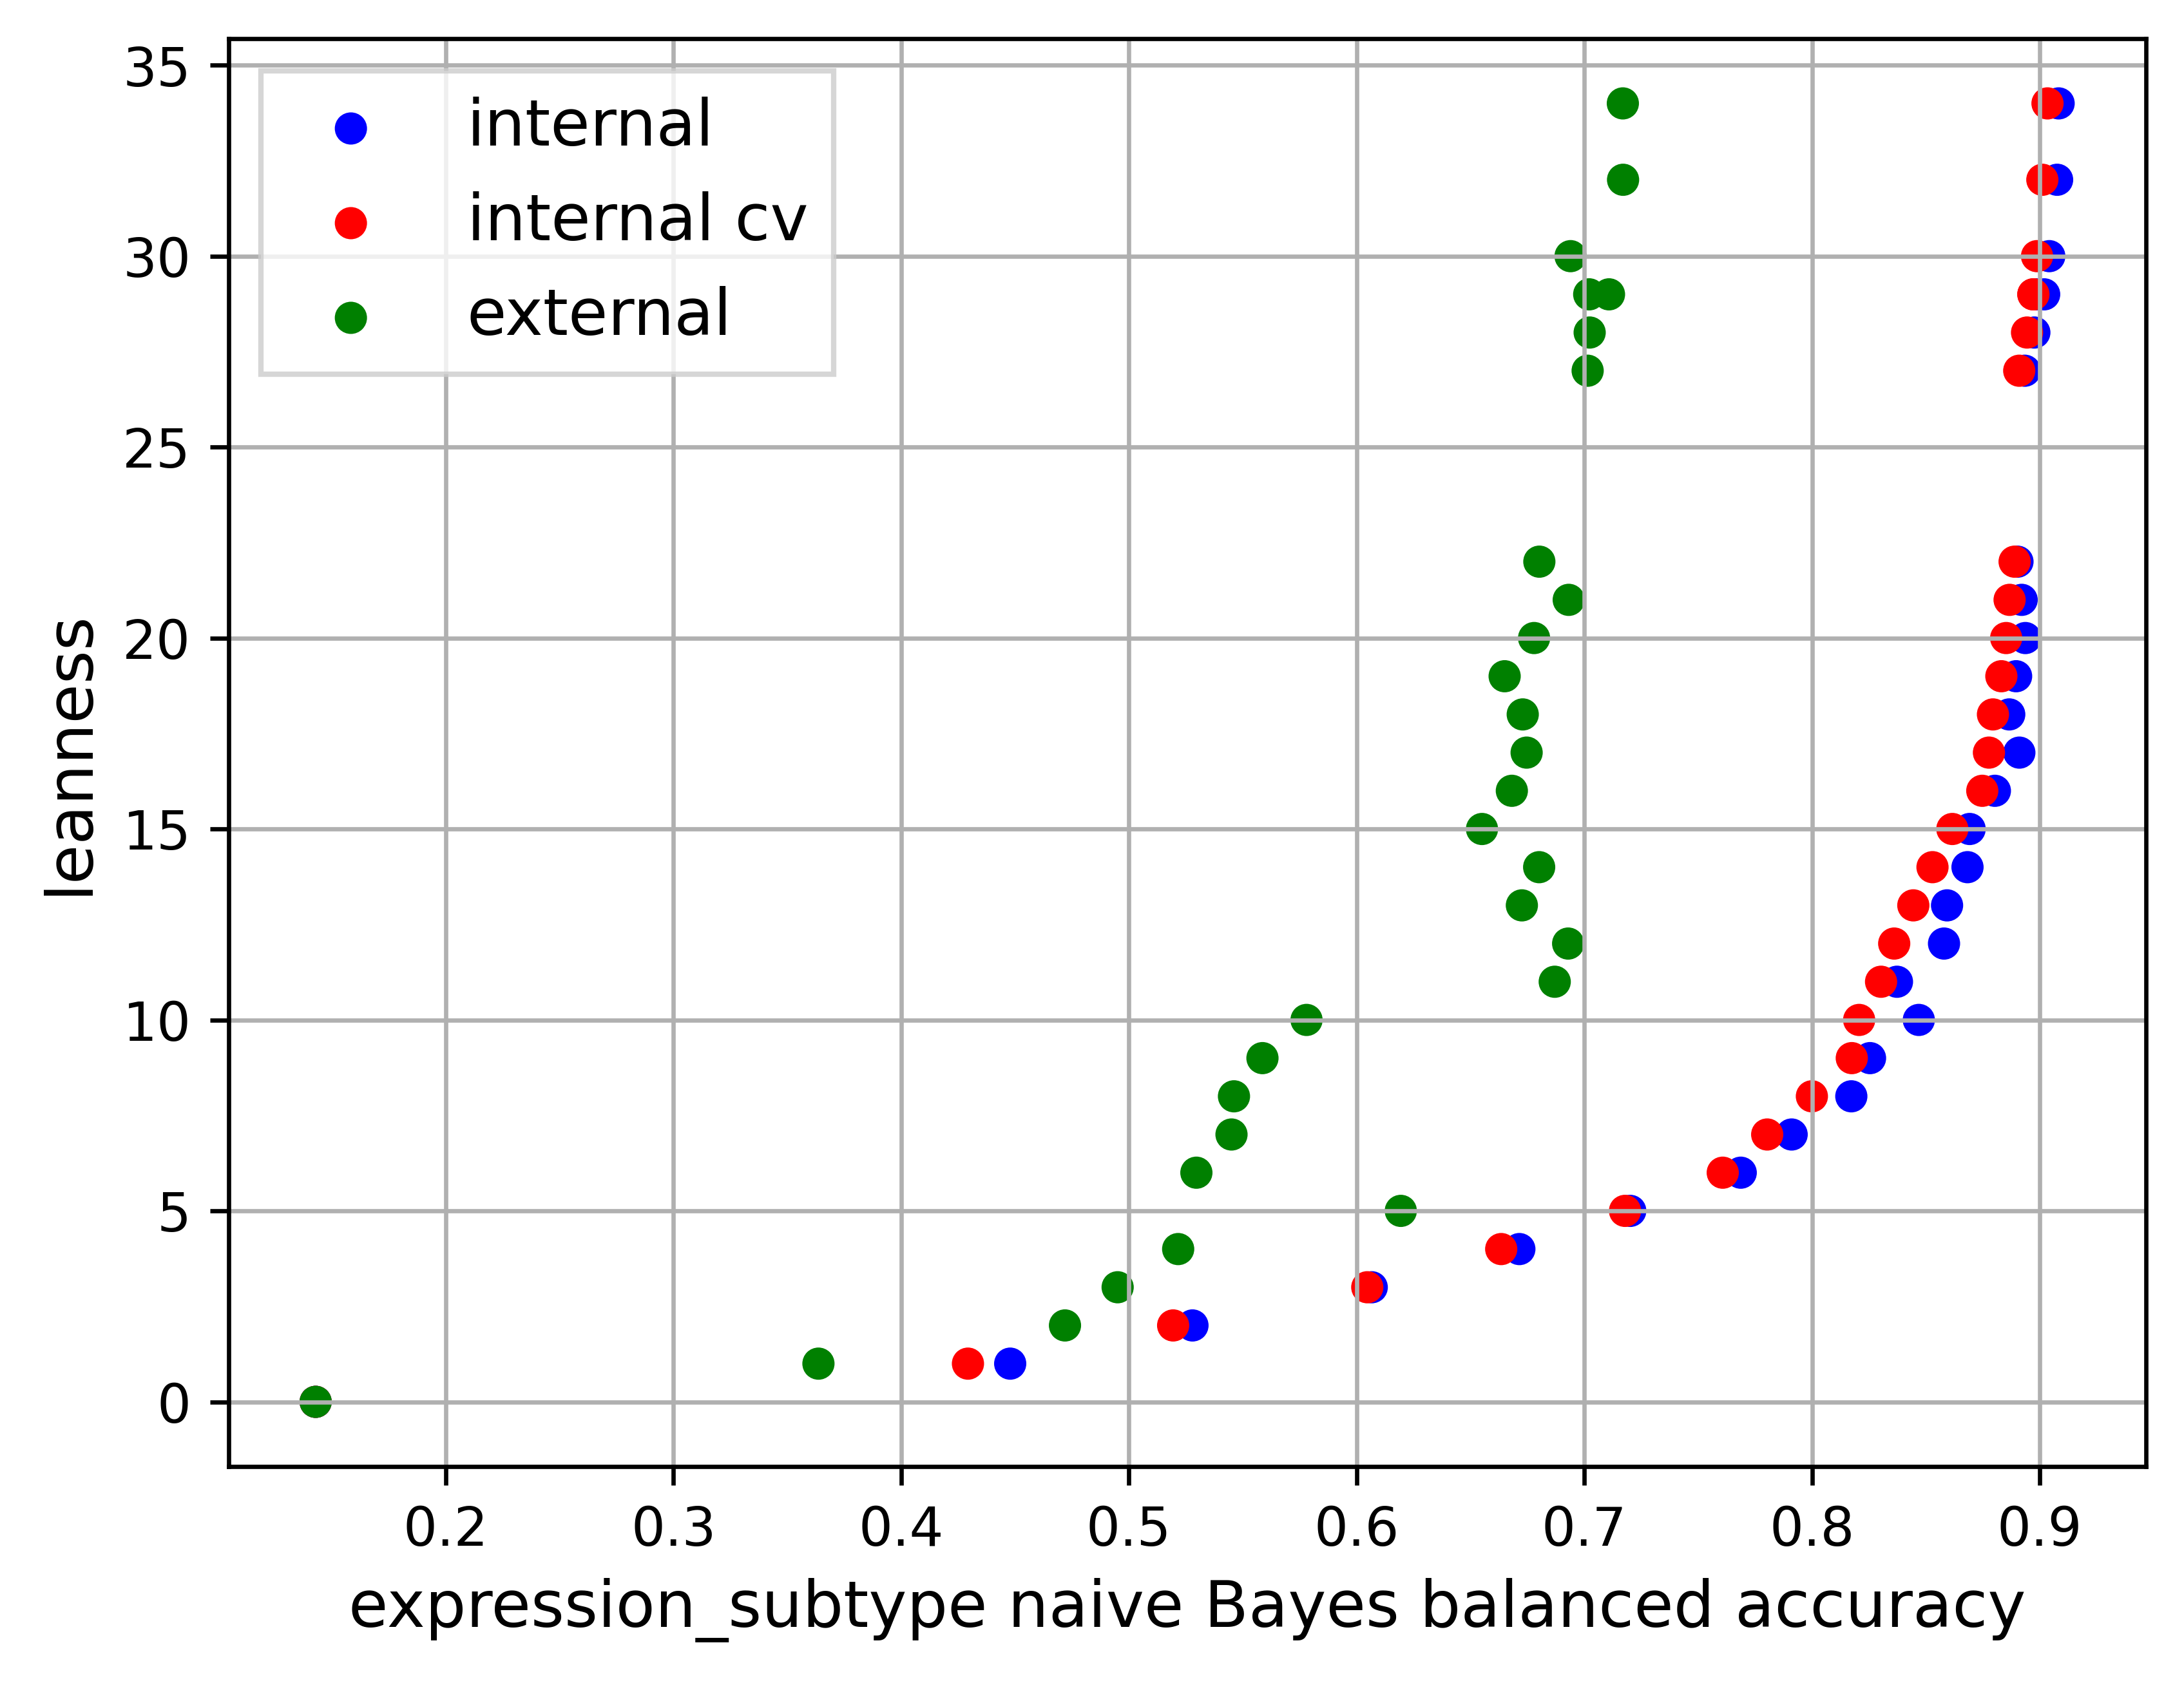 35
30
25
20
15
10
5
0
leanness
internal
internal cv
external
0.2 0.3 0.4 0.5 0.6 0.7 0.8 0.9
expression_subtype naive Bayes balanced accuracy